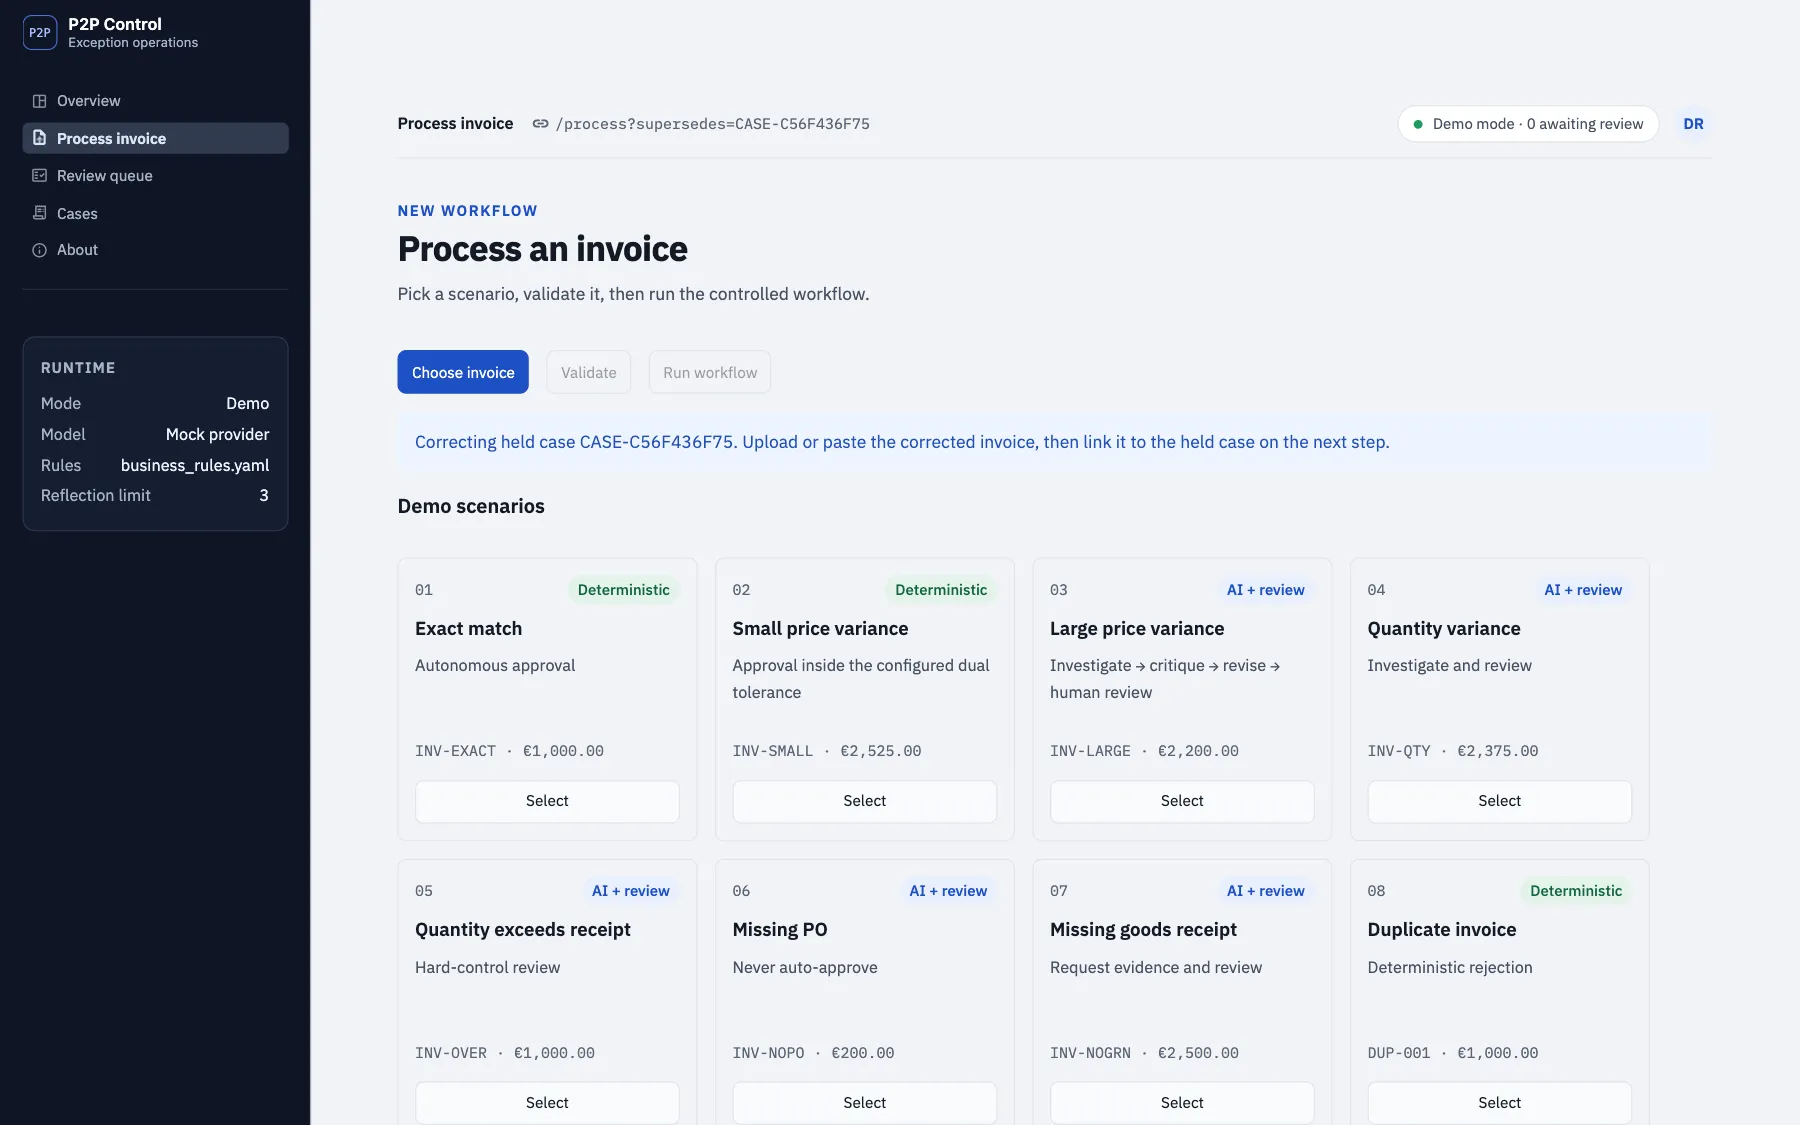 P2P
P2P Control
Exception operations
Overview
Process invoice
Review queue
Cases
About
RUNTIME
Mode Demo
Model Mock provider
Rules business_rules.yaml
Reflection limit 3
Process invoice /process?supersedes=CASE-C56F436F75
Demo mode · 0 awaiting review
DR
NEW WORKFLOW
Process an invoice
Pick a scenario, validate it, then run the controlled workflow.
Choose invoice
Validate
Run workflow
Correcting held case CASE-C56F436F75. Upload or paste the corrected invoice, then link it to the held case on the next step.
Demo scenarios
01 Deterministic
Exact match
Autonomous approval
INV-EXACT · €1,000.00
Select
02 Deterministic
Small price variance
Approval inside the configured dual
tolerance
INV-SMALL · €2,525.00
Select
03 AI + review
Large price variance
Investigate → critique → revise →
human review
INV-LARGE · €2,200.00
Select
04 AI + review
Quantity variance
Investigate and review
INV-QTY · €2,375.00
Select
05 AI + review
Quantity exceeds receipt
Hard-control review
INV-OVER · €1,000.00
Select
06 AI + review
Missing PO
Never auto-approve
INV-NOPO · €200.00
Select
07 AI + review
Missing goods receipt
Request evidence and review
INV-NOGRN · €2,500.00
Select
08 Deterministic
Duplicate invoice
Deterministic rejection
DUP-001 · €1,000.00
Select